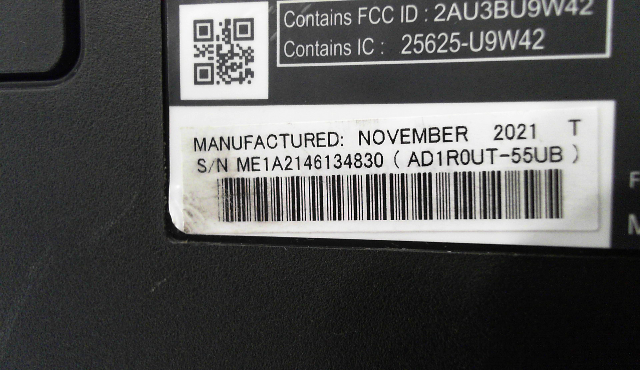 Contains FCC ID : 2AU3BU9W42
Contains IC : 25625-U9W42
MANUFACTURED: NOVEMBER 2021 T
S/N ME1A2146134830 ( AD1R0UT-55UB )